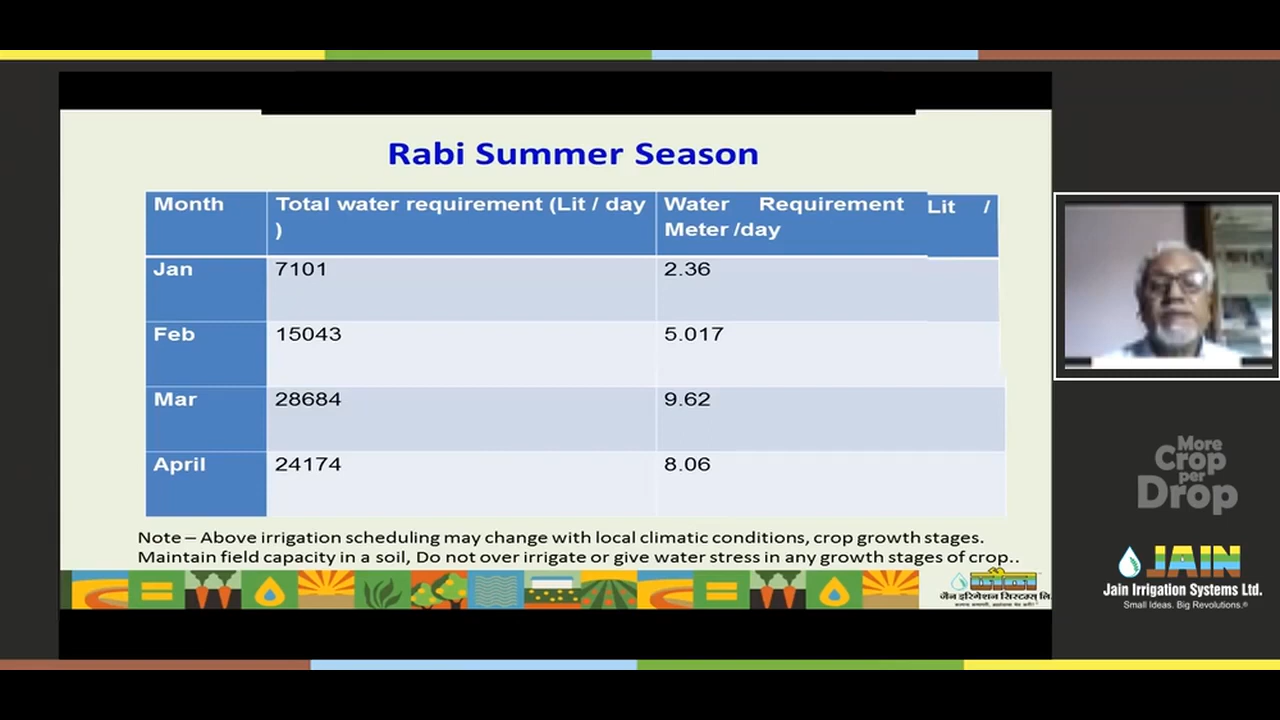 Rabi Summer Season
Month Total water requirement (Lit / day Water Requirement Lit /
) Meter /day
Jan 7101 2.36
Feb 15043 5.017
Mar 28684 9.62
April 24174 8.06
Note – Above irrigation scheduling may change with local climatic conditions, crop growth stages.
Maintain field capacity in a soil, Do not over irrigate or give water stress in any growth stages of crop..
जैन
जैन इरिगेशन सिस्टम्स् लि.
More
Crop
per
Drop
JAIN
Jain Irrigation Systems Ltd.
Small Ideas. Big Revolutions.®